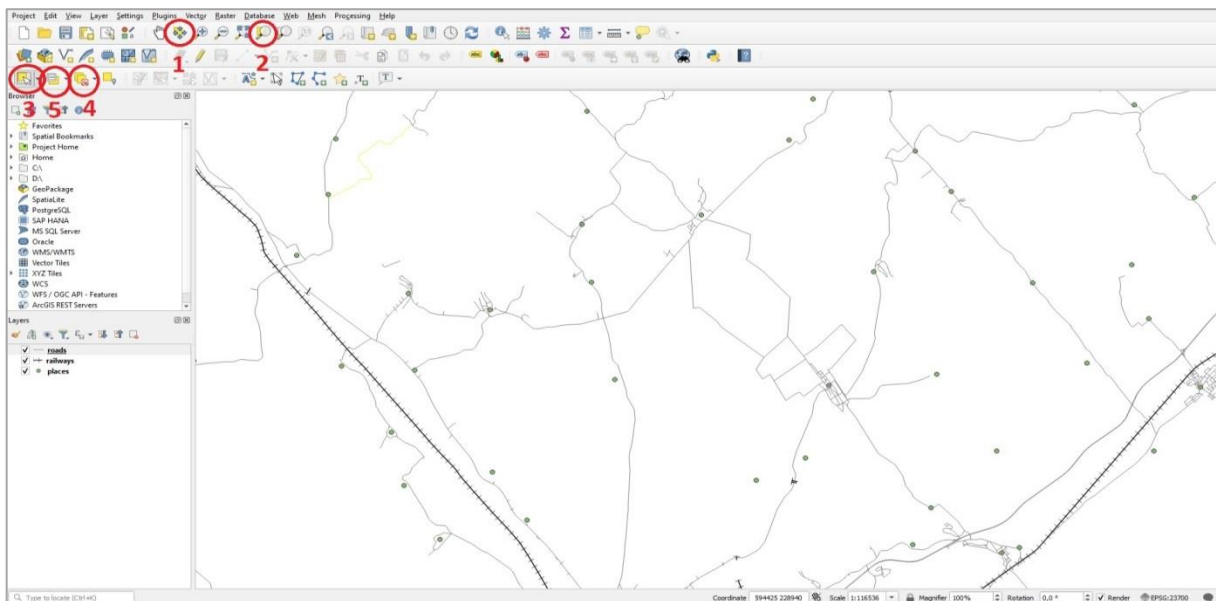 Project Edit View Layer Settings Plugins Vector Raster Database Web Mesh Processing Help
1 2
3 5 4
Browser
Favorites
Spatial Bookmarks
Project Home
Home
C:\
D:\
GeoPackage
SpatiaLite
PostgreSQL
SAP HANA
MS SQL Server
Oracle
WMS/WMTS
Vector Tiles
XYZ Tiles
WCS
WFS / OGC API - Features
ArcGIS REST Servers
Layers
roads
railways
places
Type to locate (Ctrl+K) Coordinate 594425 228940 Scale 1:116536 Magnifier 100% Rotation 0,0 ° Render EPSG:23700